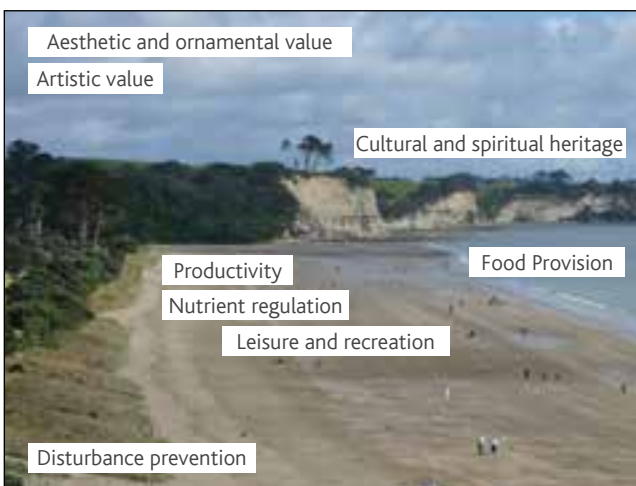 Aesthetic and ornamental value
Artistic value
Cultural and spiritual heritage
Food Provision
Productivity
Nutrient regulation
Leisure and recreation
Disturbance prevention